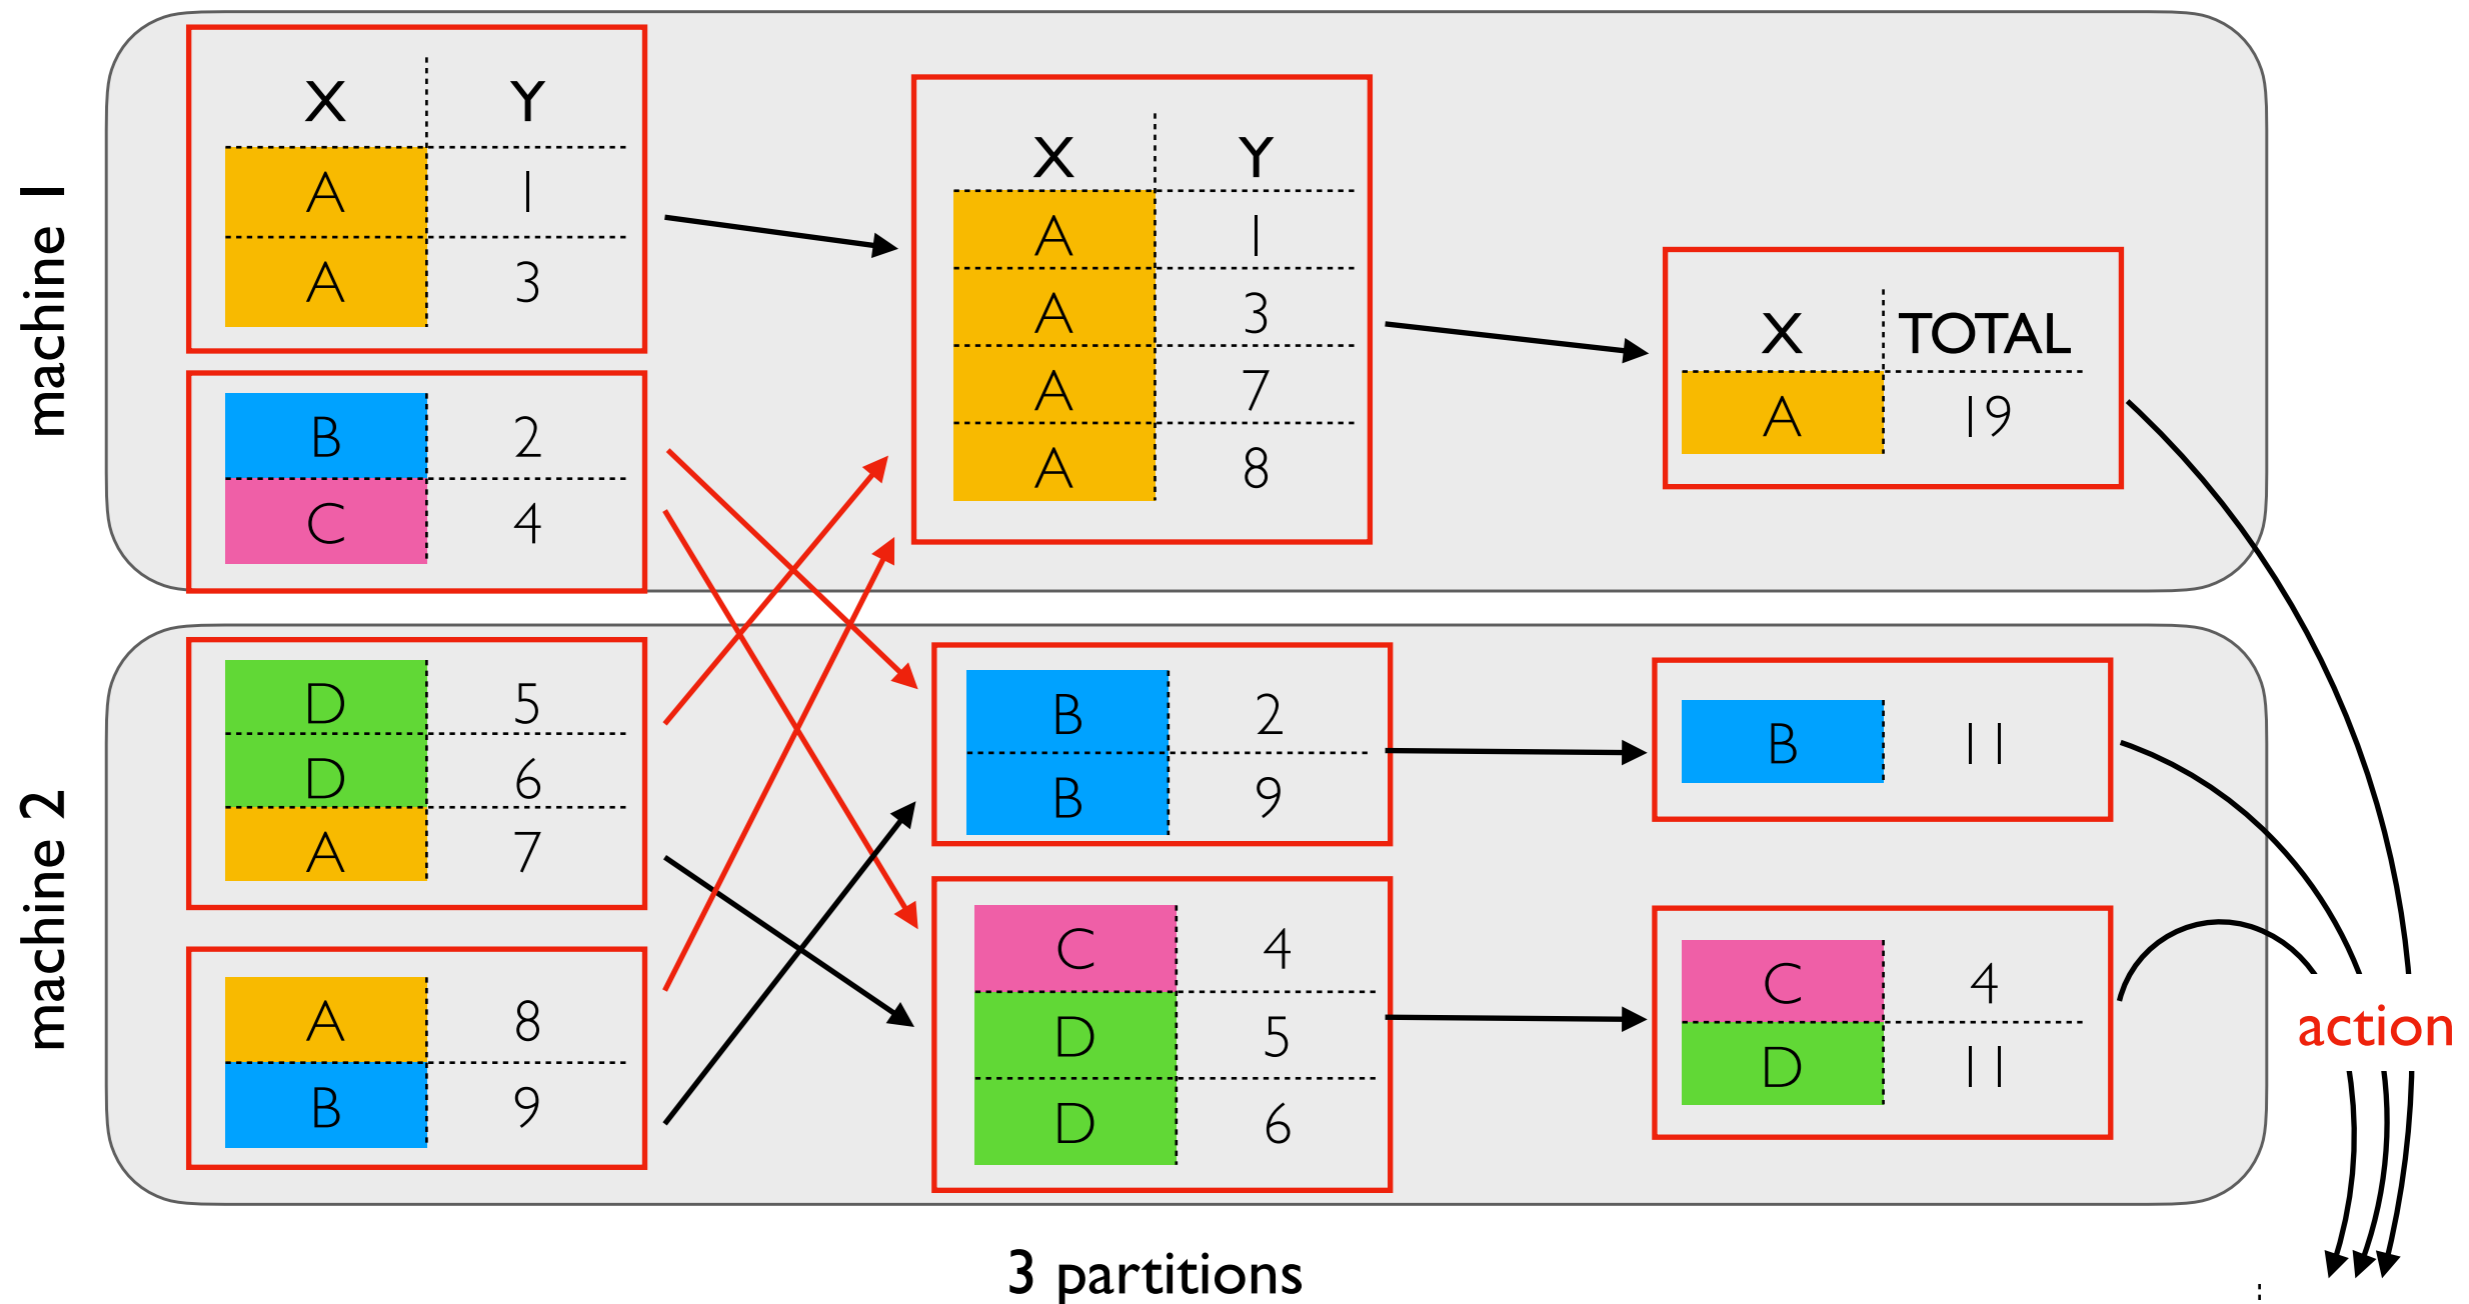 machine 1
X Y
A 1
A 3
B 2
C 4
X Y
A 1
A 3
A 7
A 8
X TOTAL
A 19
machine 2
D 5
D 6
A 7
A 8
B 9
B 2
B 9
C 4
D 5
D 6
B 11
C 4
D 11
action
3 partitions